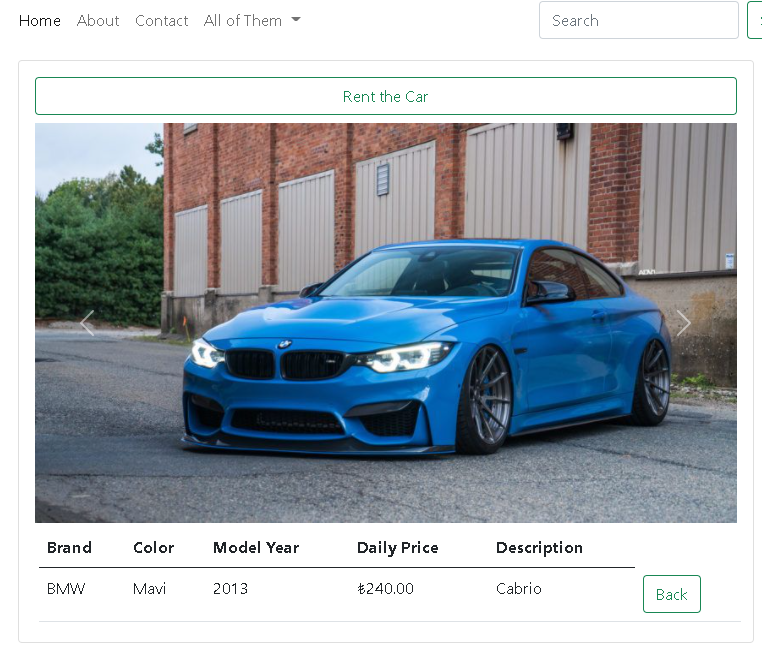 Home About Contact All of Them Search
Rent the Car
Brand Color Model Year Daily Price Description
BMW Mavi 2013 ₺240.00 Cabrio Back